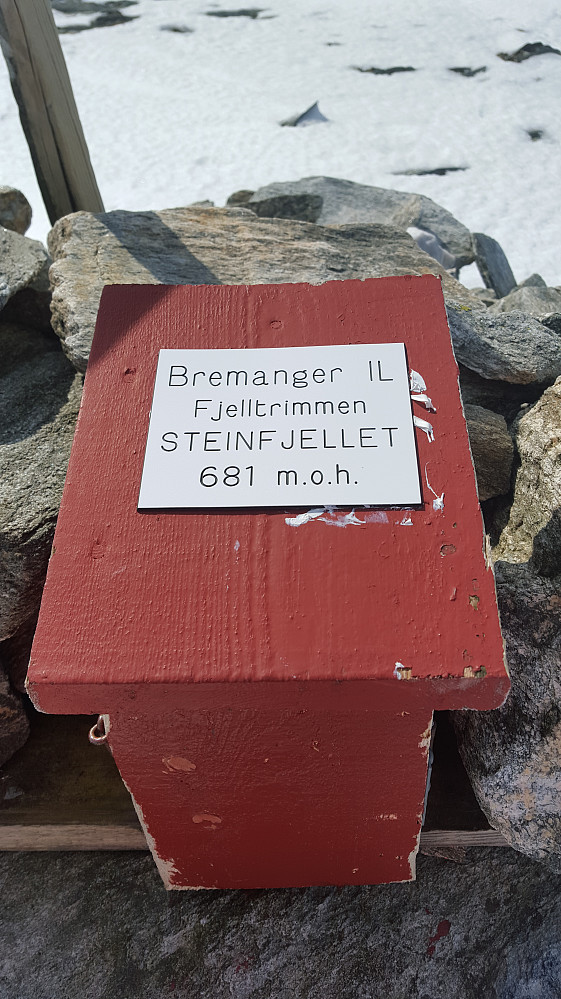 Bremanger IL
Fjelltrimmen
STEINFJELLET
681 m.o.h.